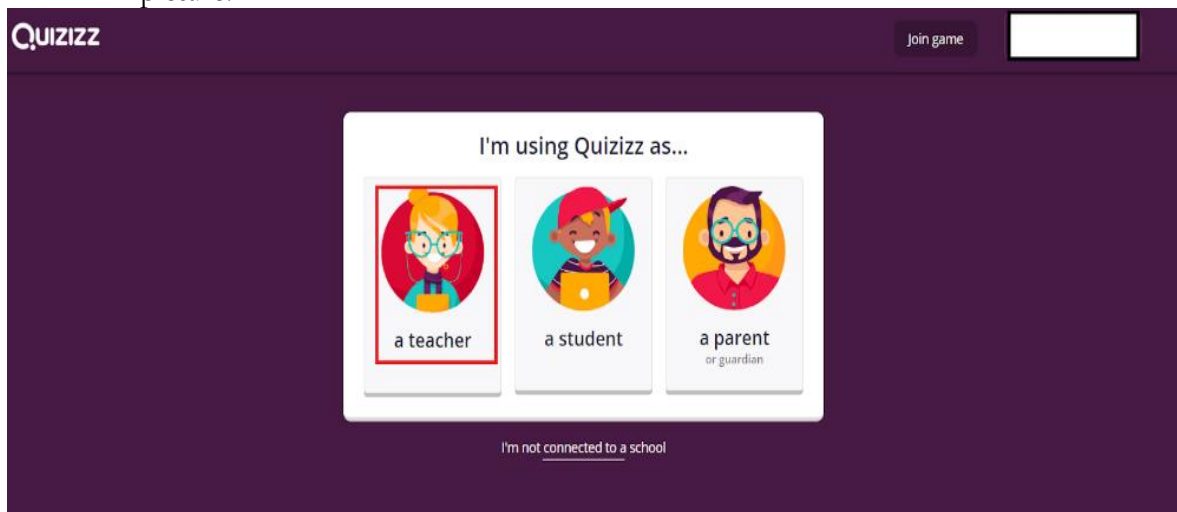 Quizizz
Join game
I'm using Quizizz as...
a teacher
a student
a parent
or guardian
I'm not connected to a school